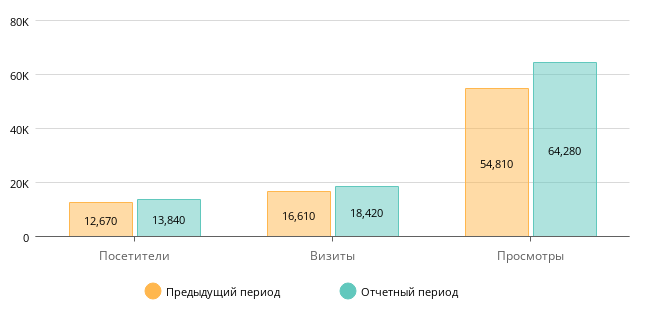 80K
60K
40K
20K
0
12,670
13,840
16,610
18,420
54,810
64,280
Посетители
Визиты
Просмотры
Предыдущий период
Отчетный период